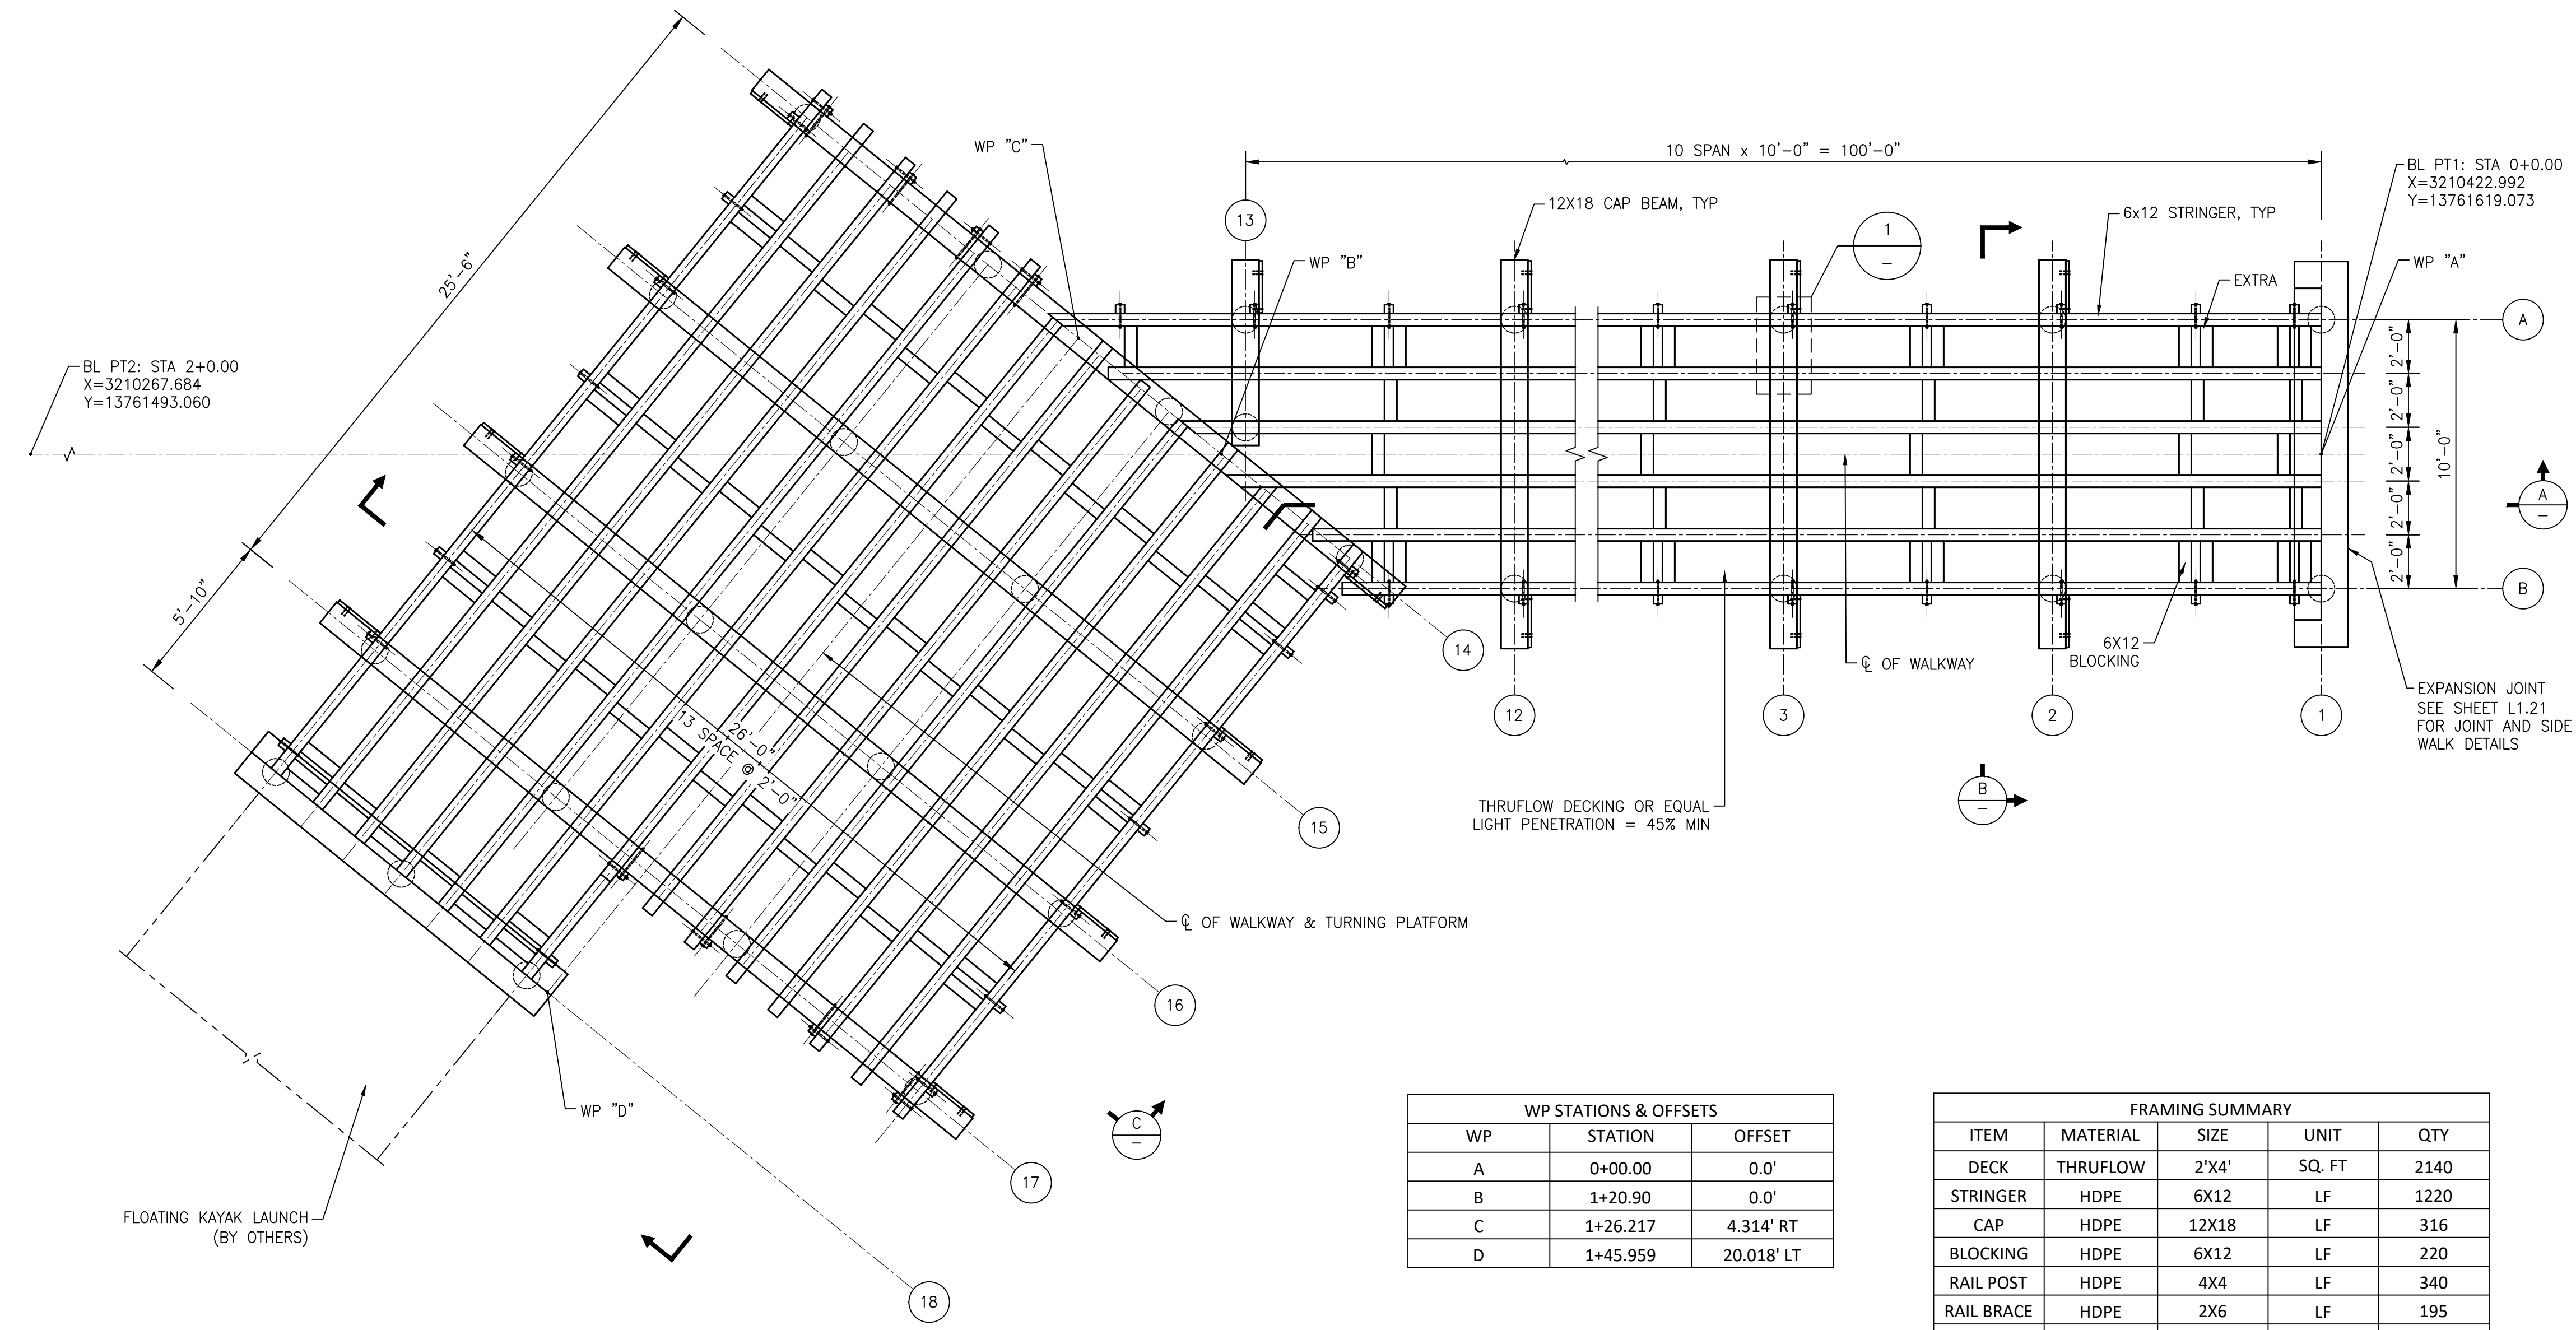 25'-6"
5'-10"
WP "C"
WP "B"
BL PT2: STA 2+0.00
X=3210267.684
Y=13761493.060
10 SPAN x 10'-0" = 100'-0"
13
12X18 CAP BEAM, TYP
1
–
6x12 STRINGER, TYP
EXTRA
BL PT1: STA 0+0.00
X=3210422.992
Y=13761619.073
WP "A"
A
2'-0"
2'-0"
2'-0"
2'-0"
2'-0"
10'-0"
A
–
B
6X12
BLOCKING
℄ OF WALKWAY
14
12
3
2
1
EXPANSION JOINT
SEE SHEET L1.21
FOR JOINT AND SIDE
WALK DETAILS
26'-0"
13 SPACE @ 2'-0"
THRUFLOW DECKING OR EQUAL
LIGHT PENETRATION = 45% MIN
B
–
15
℄ OF WALKWAY & TURNING PLATFORM
16
WP "D"
C
–
17
18
FLOATING KAYAK LAUNCH
(BY OTHERS)
WP STATIONS & OFFSETS
WP STATION OFFSET
A 0+00.00 0.0'
B 1+20.90 0.0'
C 1+26.217 4.314' RT
D 1+45.959 20.018' LT
FRAMING SUMMARY
ITEM MATERIAL SIZE UNIT QTY
DECK THRUFLOW 2'X4' SQ. FT 2140
STRINGER HDPE 6X12 LF 1220
CAP HDPE 12X18 LF 316
BLOCKING HDPE 6X12 LF 220
RAIL POST HDPE 4X4 LF 340
RAIL BRACE HDPE 2X6 LF 195